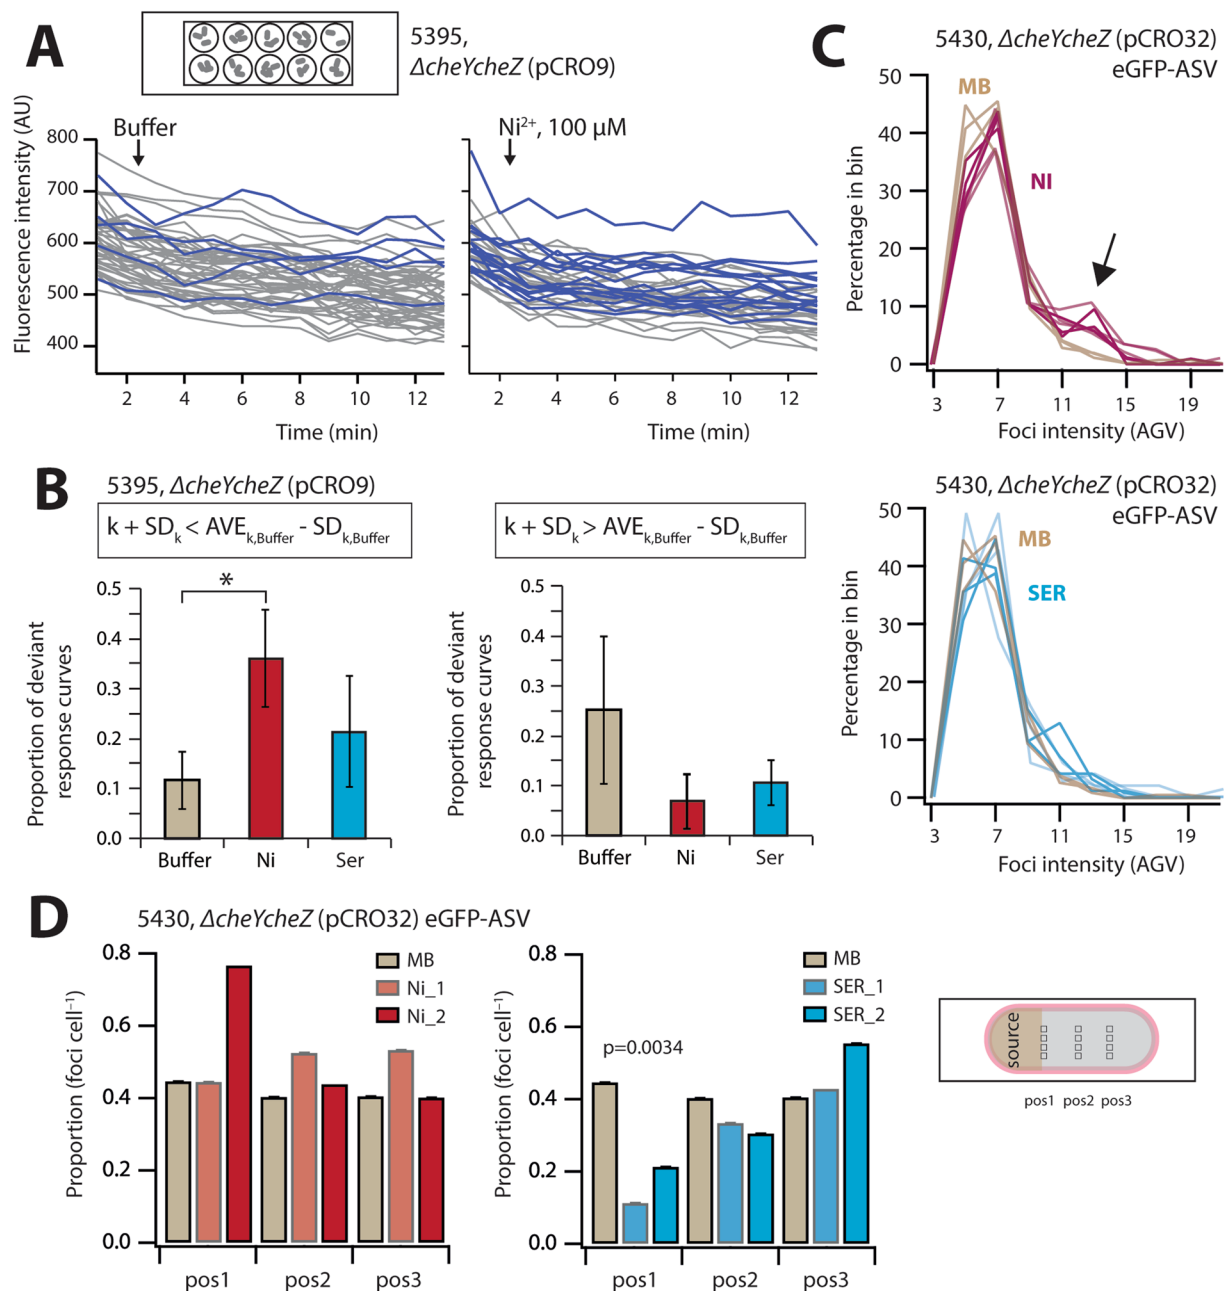 A
5395,
ΔcheYcheZ (pCRO9)
Fluorescence intensity (AU)
Buffer
Ni²⁺, 100 µM
800
700
600
500
400
2 4 6 8 10 12
2 4 6 8 10 12
Time (min)
Time (min)
B
5395, ΔcheYcheZ (pCRO9)
k + SDₖ < AVEk,Buffer - SDk,Buffer
k + SDₖ > AVEk,Buffer - SDk,Buffer
Proportion of deviant
response curves
0.5
0.4
0.3
0.2
0.1
0.0
*
Buffer Ni Ser
Proportion of deviant
response curves
0.5
0.4
0.3
0.2
0.1
0.0
Buffer Ni Ser
C
5430, ΔcheYcheZ (pCRO32)
eGFP-ASV
Percentage in bin
50
40
30
20
10
0
MB
NI
3 7 11 15 19
Foci intensity (AGV)
5430, ΔcheYcheZ (pCRO32)
eGFP-ASV
Percentage in bin
50
40
30
20
10
0
MB
SER
3 7 11 15 19
Foci intensity (AGV)
D
5430, ΔcheYcheZ (pCRO32) eGFP-ASV
Proportion (foci cell⁻¹)
0.8
0.6
0.4
0.2
0.0
MB
Ni_1
Ni_2
pos1 pos2 pos3
Proportion (foci cell⁻¹)
0.8
0.6
0.4
0.2
0.0
MB
SER_1
SER_2
p=0.0034
pos1 pos2 pos3
source
pos1 pos2 pos3